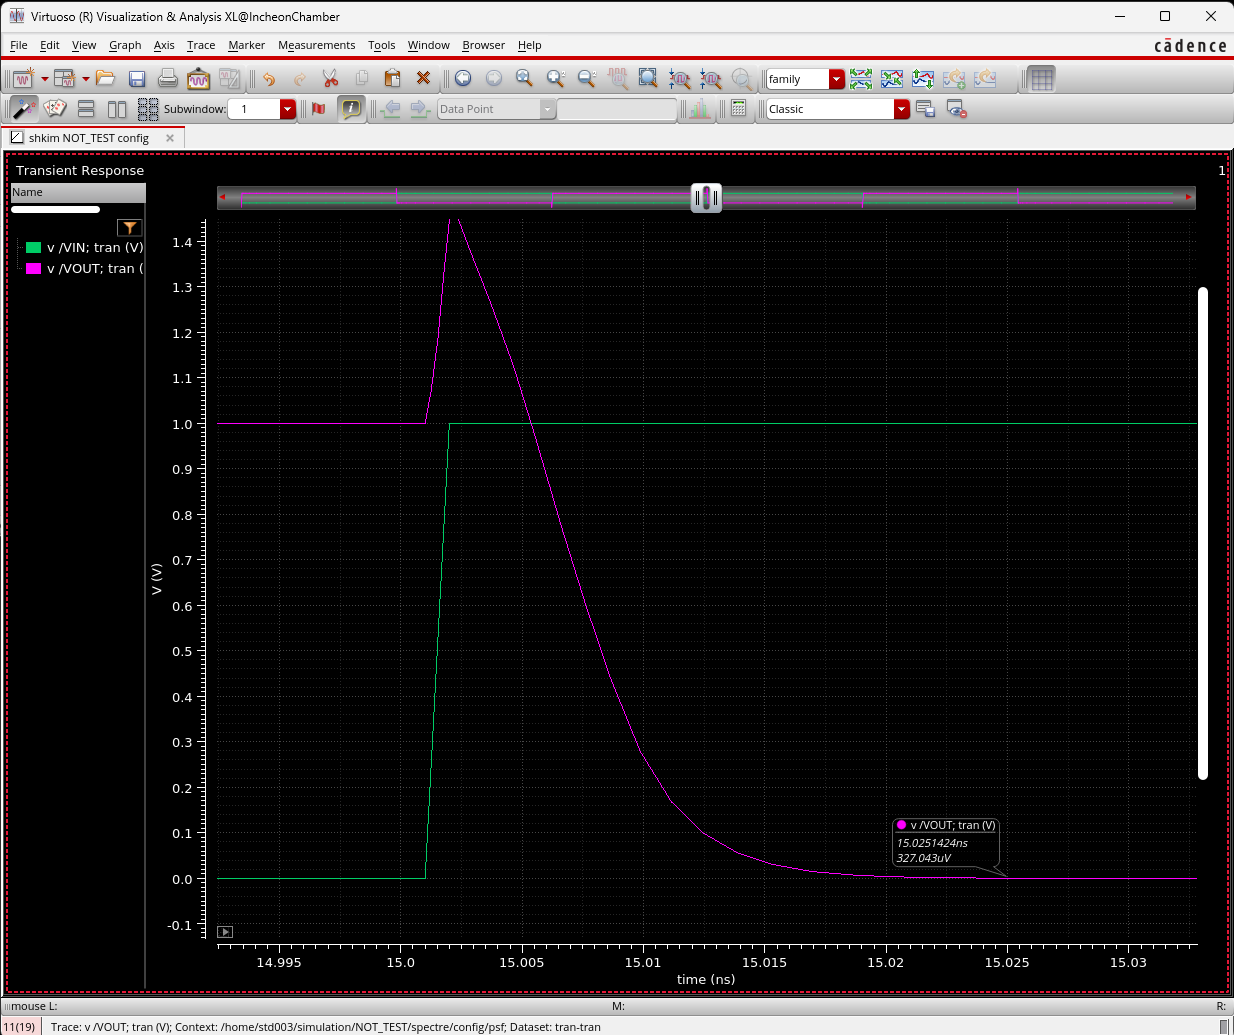 Virtuoso (R) Visualization & Analysis XL@IncheonChamber
File Edit View Graph Axis Trace Marker Measurements Tools Window Browser Help
cādence
family
Subwindow: 1
Data Point
Classic
shkim NOT_TEST config
Transient Response
1
Name
v /VIN; tran (V)
v /VOUT; tran (
1.4
1.3
1.2
1.1
1.0
0.9
0.8
0.7
0.6
0.5
0.4
0.3
0.2
0.1
0.0
-0.1
V (V)
v /VOUT; tran (V)
15.0251424ns
327.043uV
14.995 15.0 15.005 15.01 15.015 15.02 15.025 15.03
time (ns)
mouse L: M: R:
11(19) Trace: v /VOUT; tran (V); Context: /home/std003/simulation/NOT_TEST/spectre/config/psf; Dataset: tran-tran